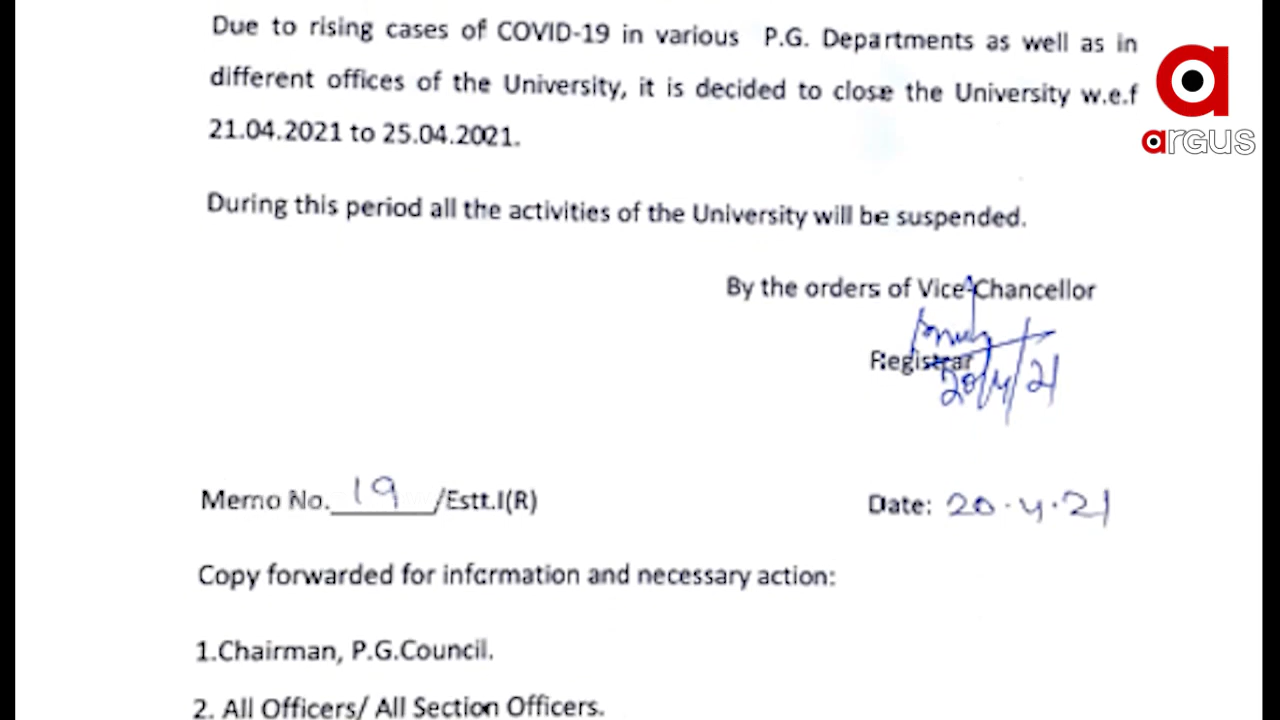 Due to rising cases of COVID-19 in various P.G. Departments as well as in
different offices of the University, it is decided to close the University w.e.f
21.04.2021 to 25.04.2021.
During this period all the activities of the University will be suspended.
By the orders of Vice-Chancellor
Registrar
20/4/21
Memo No. 19 /Estt.I(R)
Date: 20.4.21
Copy forwarded for information and necessary action:
1.Chairman, P.G.Council.
2. All Officers/ All Section Officers.
a
argus